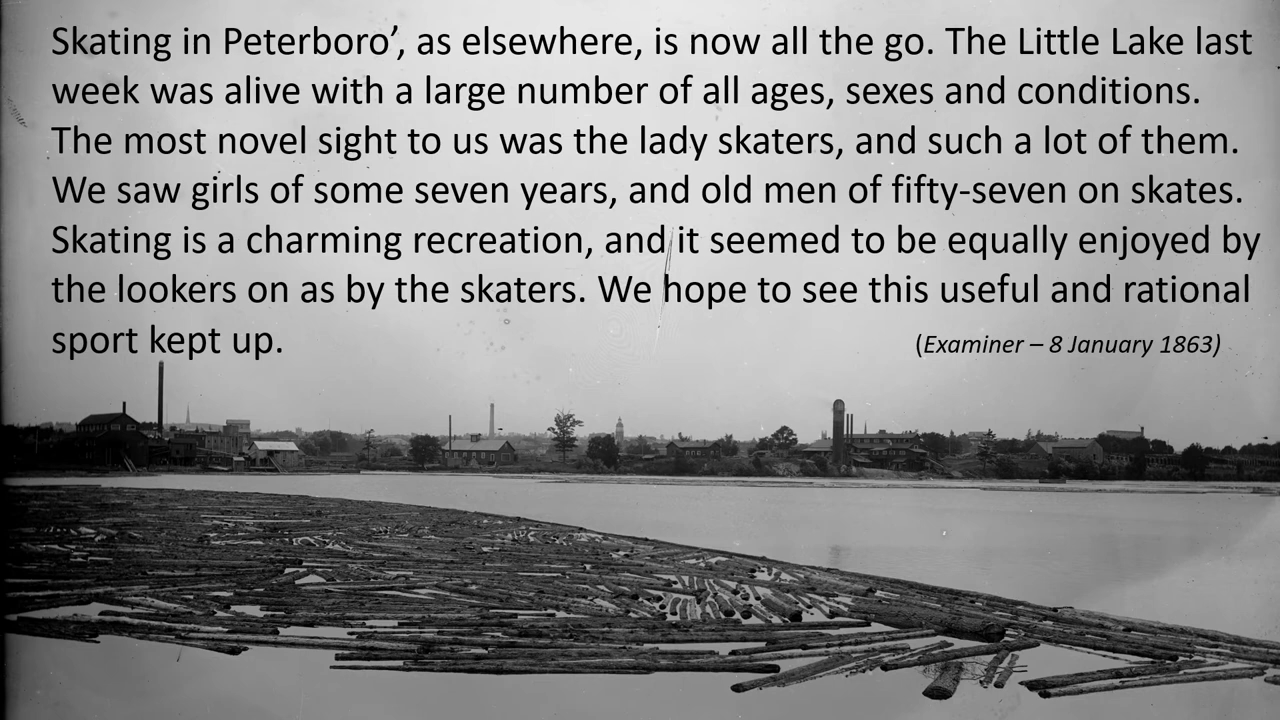 Skating in Peterboro’, as elsewhere, is now all the go. The Little Lake last
week was alive with a large number of all ages, sexes and conditions.
The most novel sight to us was the lady skaters, and such a lot of them.
We saw girls of some seven years, and old men of fifty-seven on skates.
Skating is a charming recreation, and it seemed to be equally enjoyed by
the lookers on as by the skaters. We hope to see this useful and rational
sport kept up.
(Examiner – 8 January 1863)